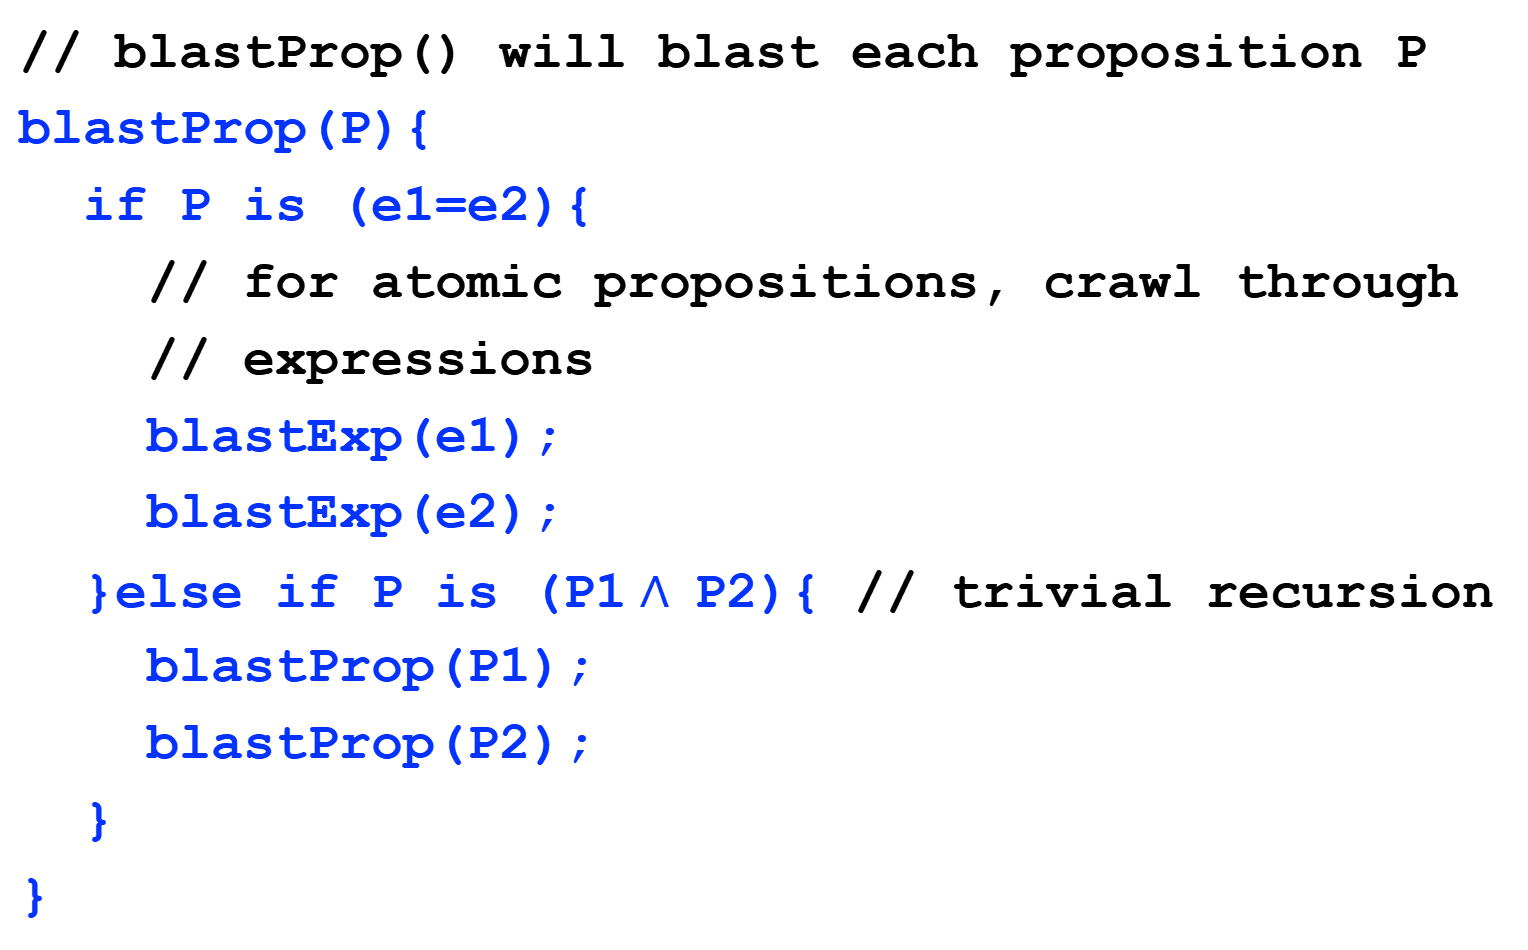 // blastProp() will blast each proposition P
blastProp(P){
  if P is (e1=e2){
    // for atomic propositions, crawl through
    // expressions
    blastExp(e1);
    blastExp(e2);
  }else if P is (P1 ∧ P2){ // trivial recursion
    blastProp(P1);
    blastProp(P2);
  }
}